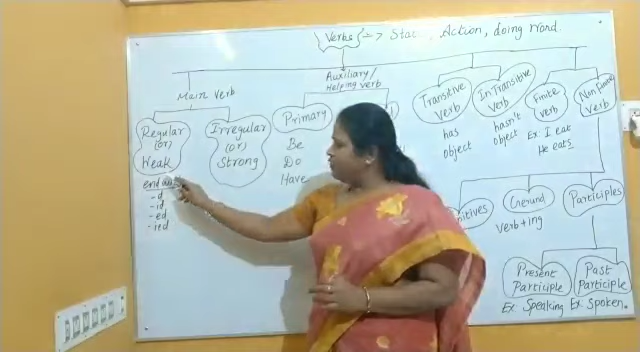 Verbs => State, Action, doing word.
Main Verb
Auxiliary/
Helping verb
Regular
(or)
Weak
Irregular
(or)
Strong
Primary
Be
Do
Have
Transitive
Verb
has
object
InTransitive
Verb
hasn't
object
Finite
verb
Ex. I eat
He eats
Non finite
verb
end
-d
-id
-ed
-ied
Gerund
Verb+ing
Participles
Present
Participle
Ex. Speaking
Past
Participle
Ex. Spoken